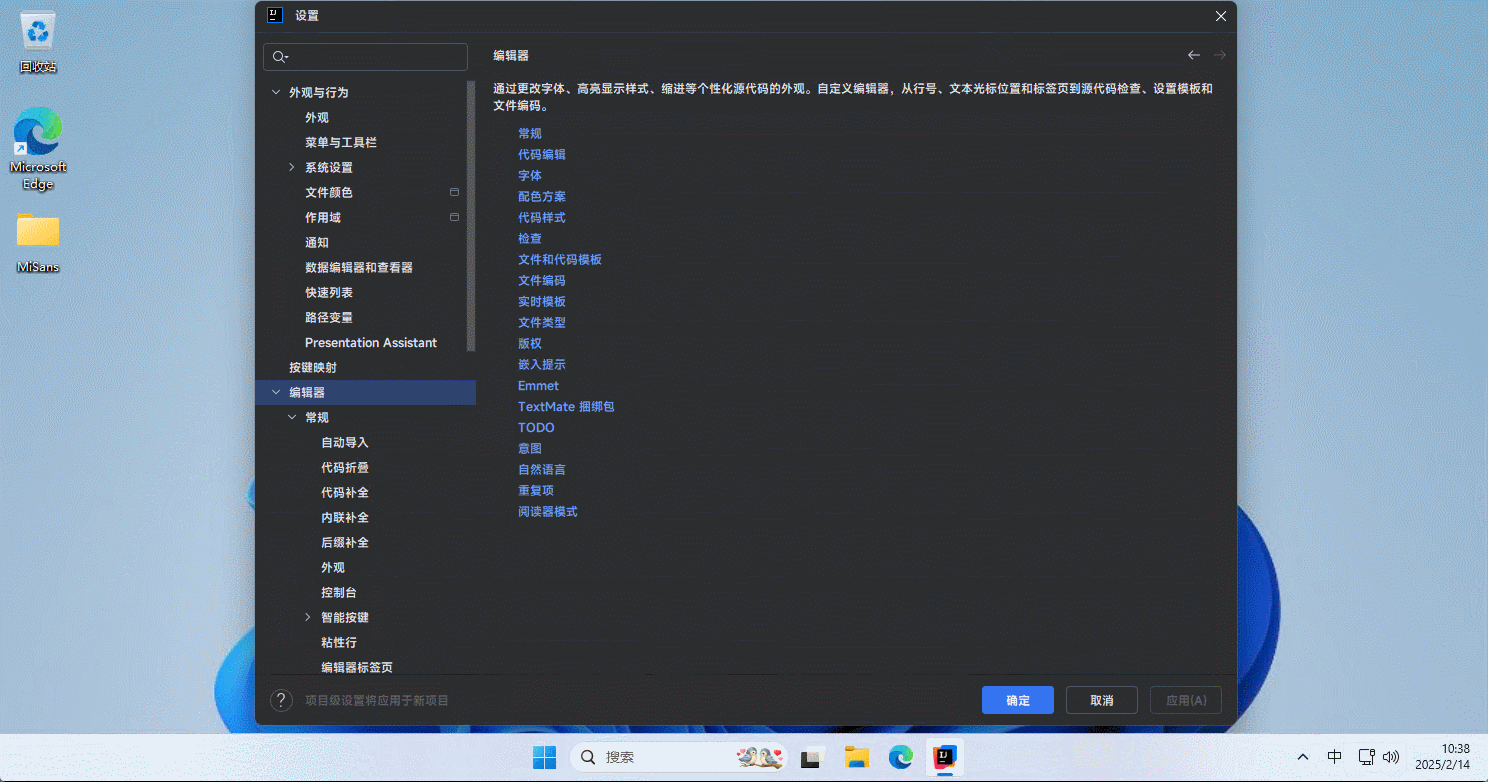 回收站
Microsoft
Edge
MiSans
设置
外观与行为
外观
菜单与工具栏
系统设置
文件颜色
作用域
通知
数据编辑器和查看器
快速列表
路径变量
Presentation Assistant
按键映射
编辑器
常规
自动导入
代码折叠
代码补全
内联补全
后缀补全
外观
控制台
智能按键
粘性行
编辑器标签页
编辑器
通过更改字体、高亮显示样式、缩进等个性化源代码的外观。自定义编辑器，从行号、文本光标位置和标签页到源代码检查、设置模板和
文件编码。
常规
代码编辑
字体
配色方案
代码样式
检查
文件和代码模板
文件编码
实时模板
文件类型
版权
嵌入提示
Emmet
TextMate 捆绑包
TODO
意图
自然语言
重复项
阅读器模式
? 项目级设置将应用于新项目
确定
取消
应用(A)
搜索
中
10:38
2025/2/14